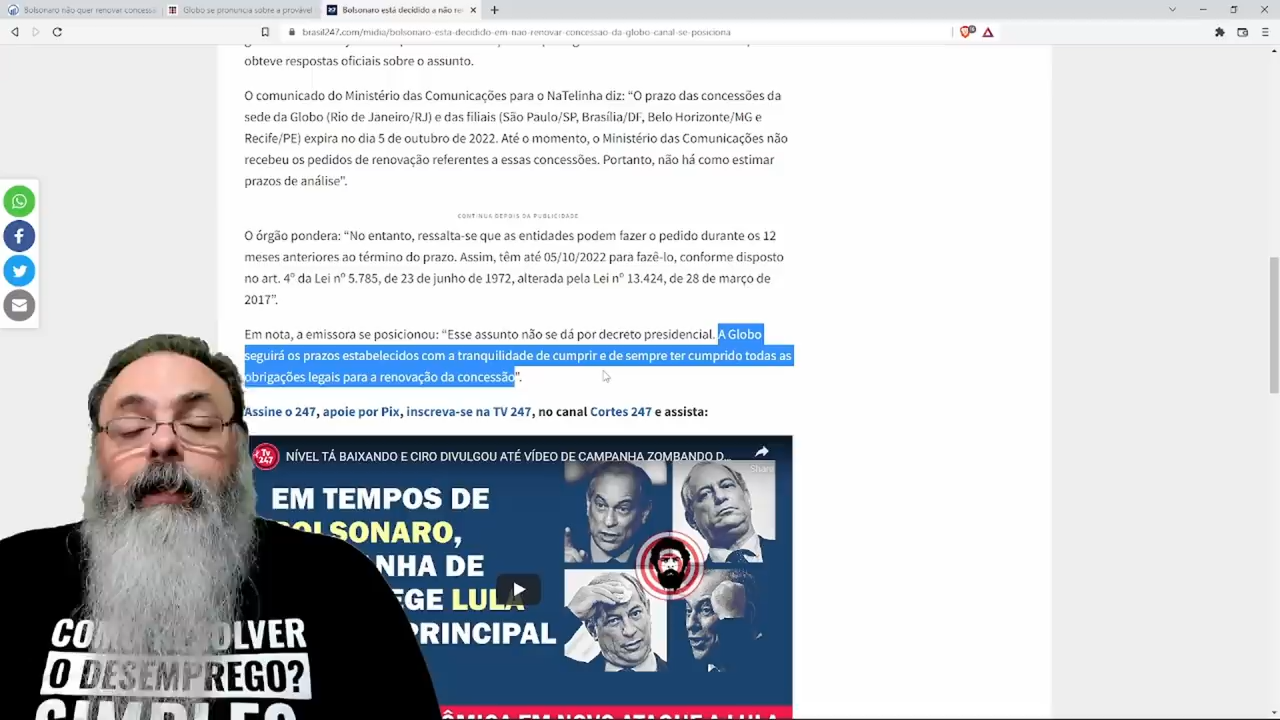 Bolsonaro não quer renovar concessã
Globo se pronuncia sobre a provável
Bolsonaro está decidido a não re
brasil247.com/midia/bolsonaro-esta-decidido-em-nao-renovar-concessao-da-globo-canal-se-posiciona
obteve respostas oficiais sobre o assunto.
O comunicado do Ministério das Comunicações para o NaTelinha diz: “O prazo das concessões da
sede da Globo (Rio de Janeiro/RJ) e das filiais (São Paulo/SP, Brasília/DF, Belo Horizonte/MG e
Recife/PE) expira no dia 5 de outubro de 2022. Até o momento, o Ministério das Comunicações não
recebeu os pedidos de renovação referentes a essas concessões. Portanto, não há como estimar
prazos de análise”.
CONTINUA DEPOIS DA PUBLICIDADE
O órgão pondera: “No entanto, ressalta-se que as entidades podem fazer o pedido durante os 12
meses anteriores ao término do prazo. Assim, têm até 05/10/2022 para fazê-lo, conforme disposto
no art. 4º da Lei nº 5.785, de 23 de junho de 1972, alterada pela Lei nº 13.424, de 28 de março de
2017”.
Em nota, a emissora se posicionou: “Esse assunto não se dá por decreto presidencial. A Globo
seguirá os prazos estabelecidos com a tranquilidade de cumprir e de sempre ter cumprido todas as
obrigações legais para a renovação da concessão”.
Assine o 247, apoie por Pix, inscreva-se na TV 247, no canal Cortes 247 e assista:
Tv 247
NÍVEL TÁ BAIXANDO E CIRO DIVULGOU ATÉ VÍDEO DE CAMPANHA ZOMBANDO D...
Share
EM TEMPOS DE
BOLSONARO,
ANHA DE
EGE LULA
PRINCIPAL
ÔMICA EM NOVO ATAQUE A LULA
O DESEMPREGO?
SIMPLES